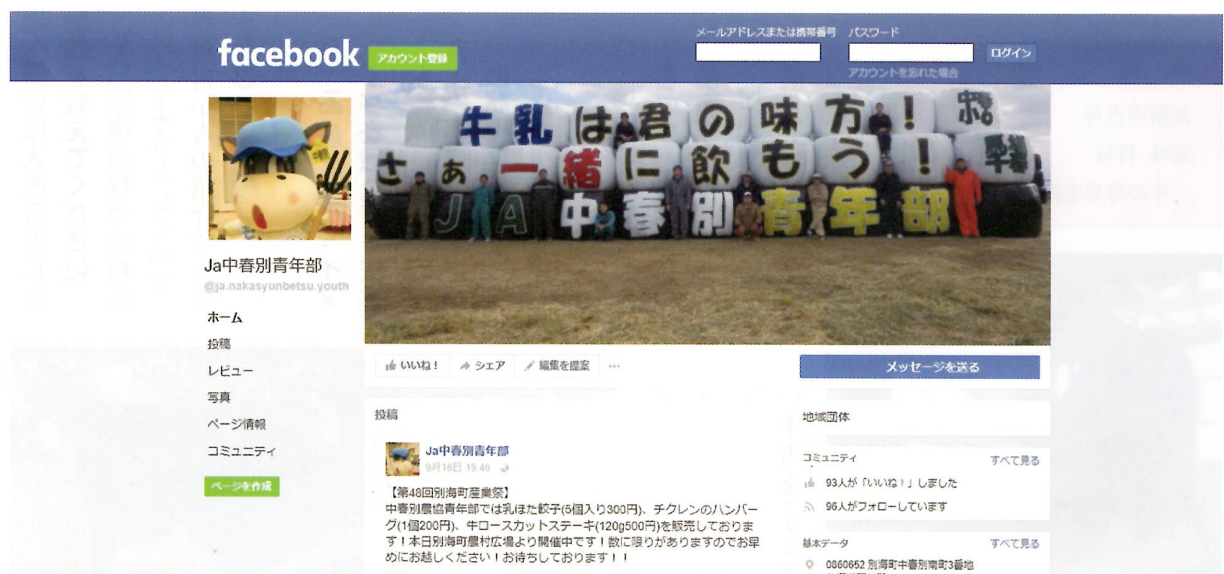 facebook
アカウント登録
メールアドレスまたは携帯番号
パスワード
ログイン
アカウントを忘れた場合
牛乳は君の味方!
さぁ一緒に飲もう!
JA中春別青年部
Ja中春別青年部
@ja.nakasyunbetsu.youth
ホーム
投稿
レビュー
写真
ページ情報
コミュニティ
ページを作成
いいね!
シェア
編集を提案
...
メッセージを送る
投稿
Ja中春別青年部
9月16日 19:40
【第48回別海町産業祭】
中春別農協青年部では乳ほた餃子(5個入り300円)、チクレンのハンバー
グ(1個200円)、牛ロースカットステーキ(120g500円)を販売しておりま
す!本日別海町農村広場より開催中です!数に限りがありますのでお早
めにお越しください!お待ちしております!!
地域団体
コミュニティ
すべて見る
93人が「いいね!」しました
96人がフォローしています
基本データ
すべて見る
0860652 別海町中春別南町3番地